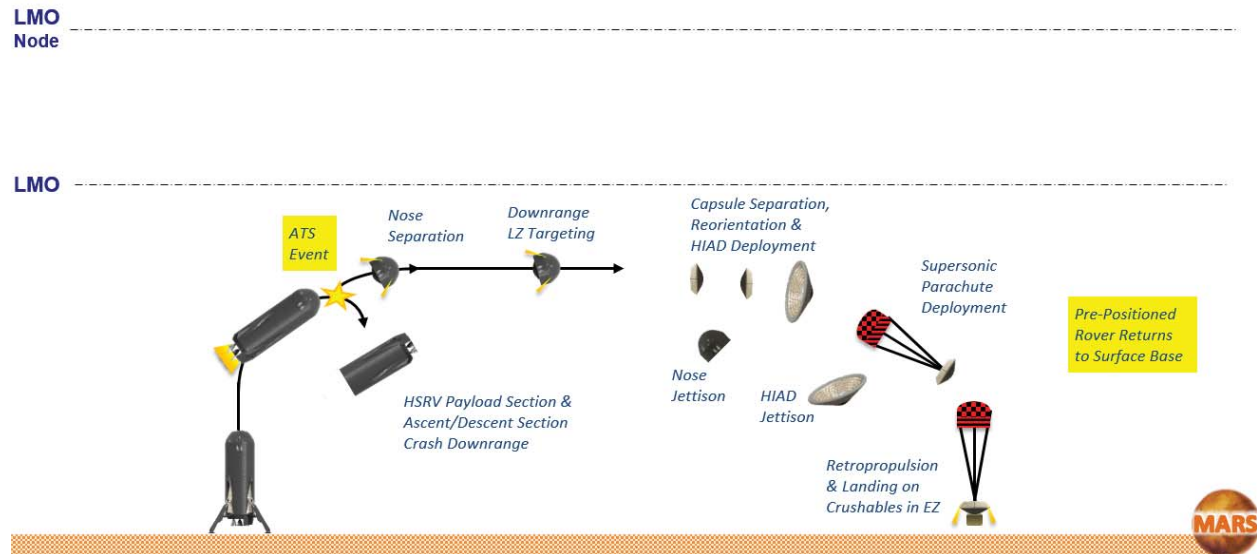 LMO
Node
LMO
ATS
Event
Nose
Separation
Downrange
LZ Targeting
Capsule Separation,
Reorientation &
HIAD Deployment
Supersonic
Parachute
Deployment
Pre-Positioned
Rover Returns
to Surface Base
Nose
Jettison
HIAD
Jettison
HSRV Payload Section &
Ascent/Descent Section
Crash Downrange
Retropropulsion
& Landing on
Crushables in EZ
MARS